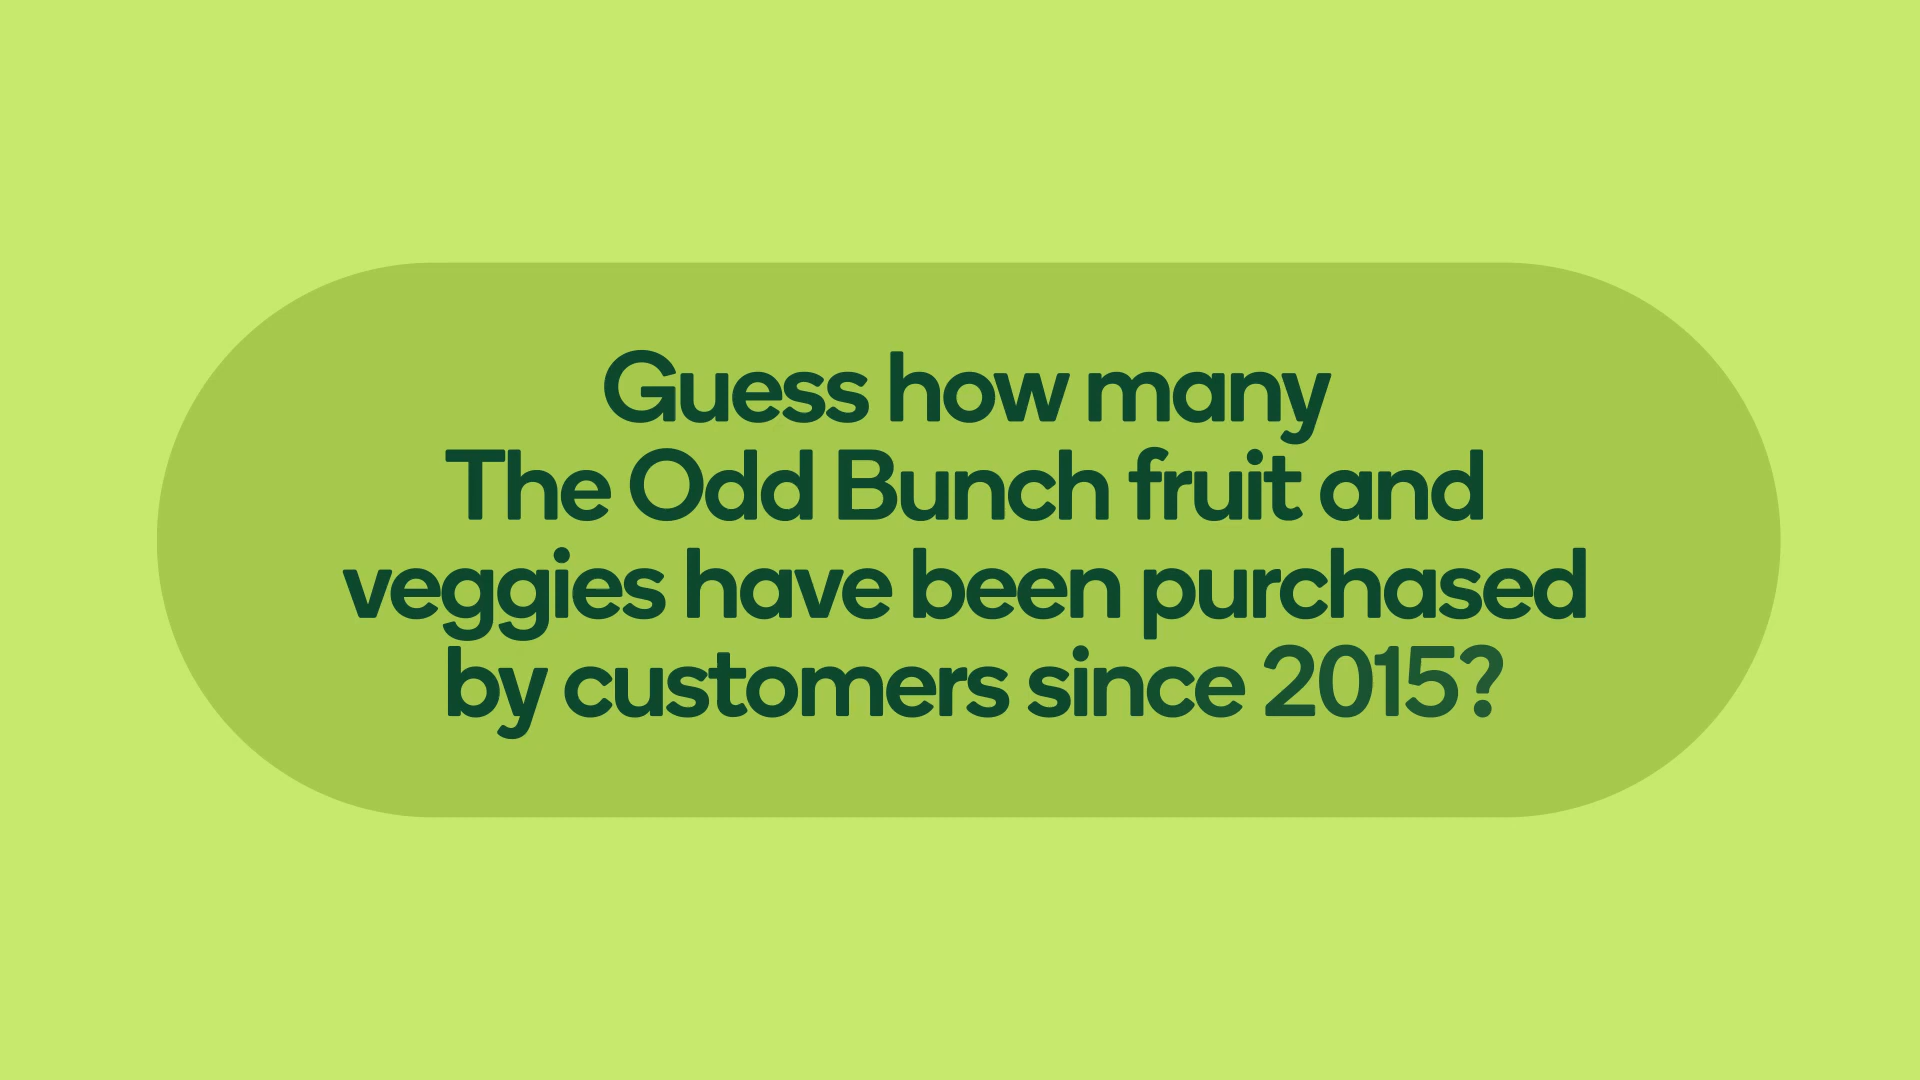 Guess how many
The Odd Bunch fruit and
veggies have been purchased
by customers since 2015?